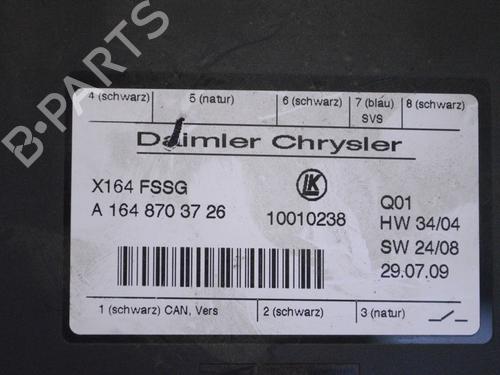 4 (schwarz) 5 (natur) 6 (schwarz) 7 (blau) SVS 8 (schwarz)
Daimler Chrysler
X164 FSSG
A 164 870 37 26
LK
10010238
Q01
HW 34/04
SW 24/08
29.07.09
1 (schwarz) CAN, Vers 2 (schwarz) 3 (natur)
B-PARTS